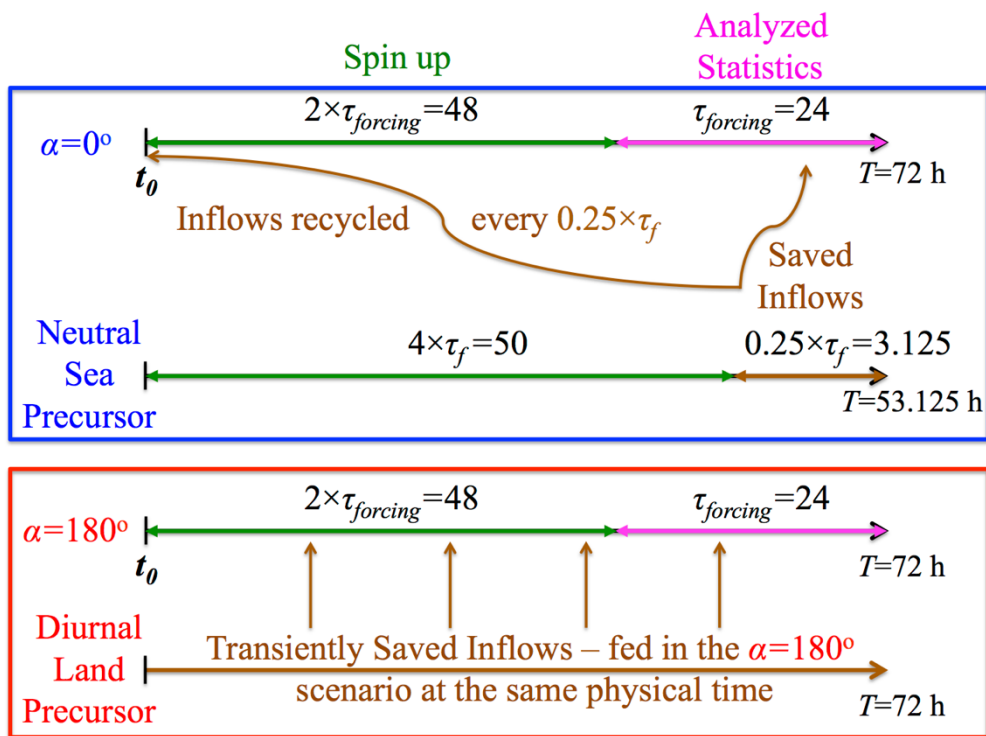 Spin up
Analyzed
Statistics
2×τforcing=48
τforcing=24
α=0º
t0
T=72 h
Inflows recycled
every 0.25×τf
Saved
Inflows
Neutral
Sea
Precursor
4×τf=50
0.25×τf=3.125
T=53.125 h
2×τforcing=48
τforcing=24
α=180º
t0
T=72 h
Diurnal
Land
Precursor
Transiently Saved Inflows – fed in the α=180º
scenario at the same physical time
T=72 h